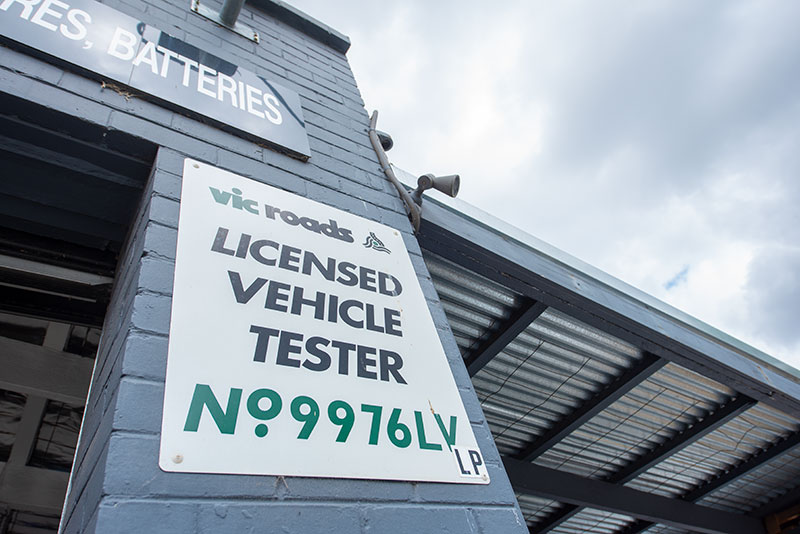 RES, BATTERIES
vic roads
LICENSED
VEHICLE
TESTER
No 9976LV
LP